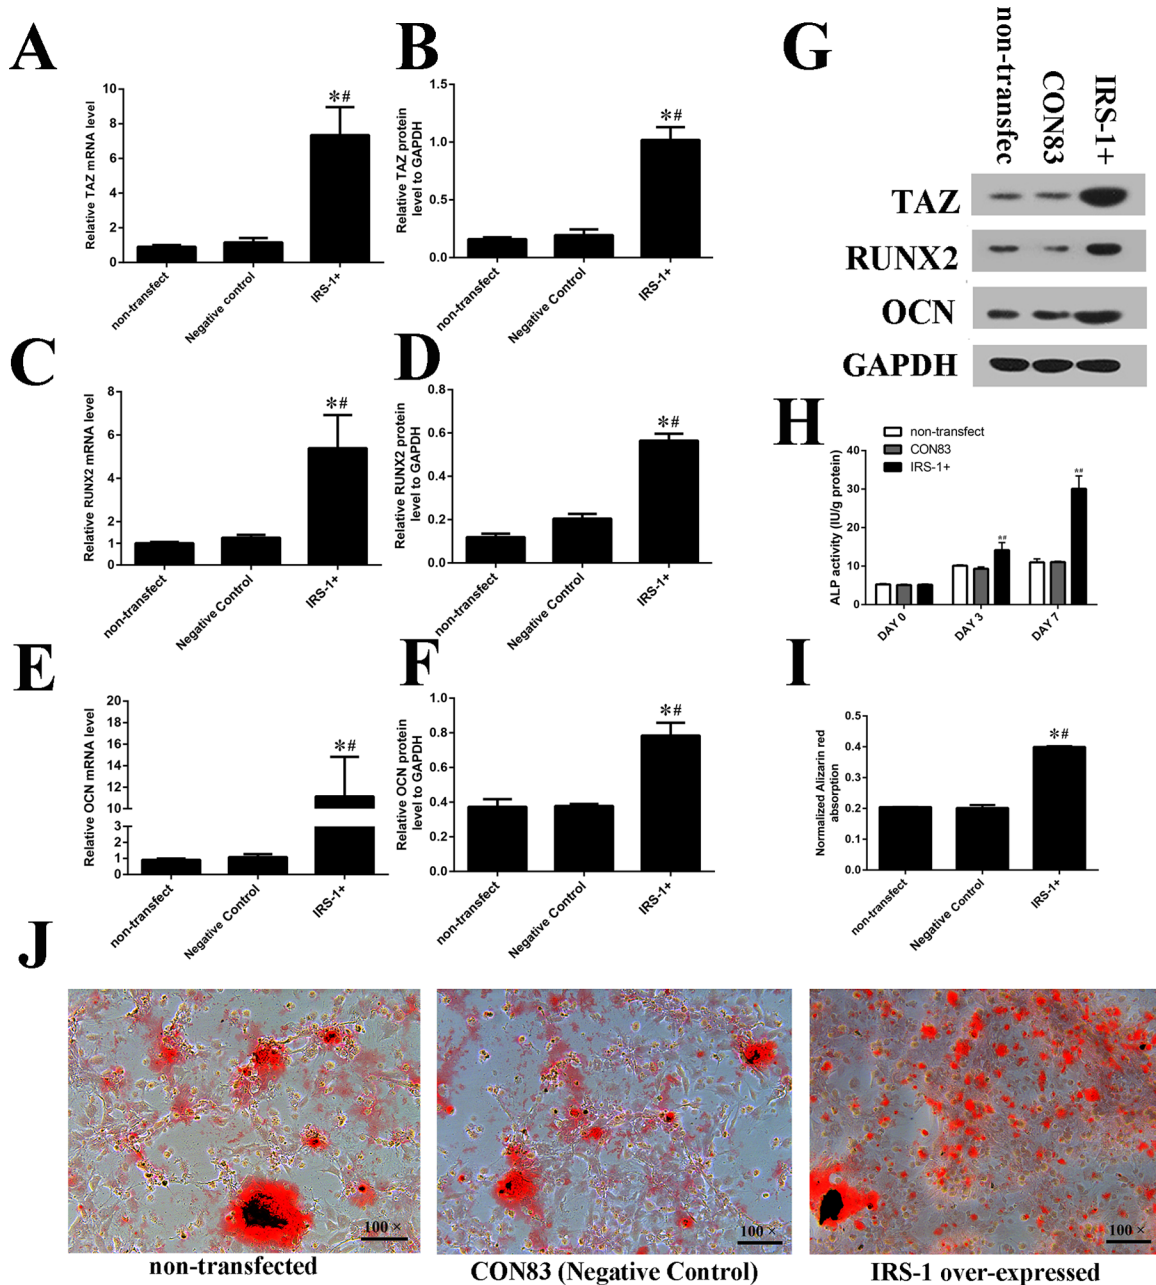 A
Relative TAZ mRNA level
10
8
6
4
2
0
*#
non-transfect
Negative control
IRS-1+
B
Relative TAZ protein
level to GAPDH
1.5
1.0
0.5
0.0
*#
non-transfect
Negative Control
IRS-1+
G
non-transfec
CON83
IRS-1+
TAZ
RUNX2
OCN
GAPDH
C
Relative RUNX2 mRNA level
8
6
4
2
1
0
*#
non-transfect
Negative Control
IRS-1+
D
Relative RUNX2 protein
level to GAPDH
0.8
0.6
0.4
0.2
0.0
*#
non-transfect
Negative Control
IRS-1+
H
non-transfect
CON83
IRS-1+
ALP activity (IU/g protein)
40
30
20
10
0
*#
*#
DAY 0
DAY 3
DAY 7
E
Relative OCN mRNA level
20
18
16
14
12
10
3
2
1
0
*#
non-transfect
Negative Control
IRS-1+
F
Relative OCN protein
level to GAPDH
1.0
0.8
0.6
0.4
0.2
0.0
*#
non-transfect
Negative Control
IRS-1+
I
Normalized Alizarin red
absorption
0.5
0.4
0.3
0.2
0.1
0.0
*#
non-transfect
Negative Control
IRS-1+
J
100 ×
100 ×
100 ×
non-transfected
CON83 (Negative Control)
IRS-1 over-expressed